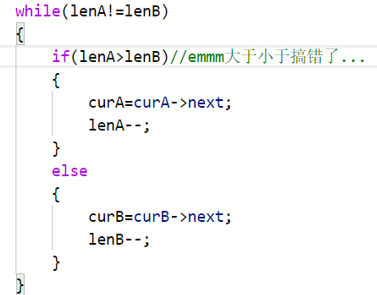 while(lenA!=lenB)
{
if(lenA>lenB)//emmm大于小于搞错了...
{
curA=curA->next;
lenA--;
}
else
{
curB=curB->next;
lenB--;
}
}